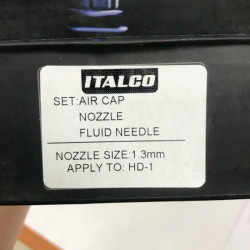 ITALCO
SET:AIR CAP
NOZZLE
FLUID NEEDLE
NOZZLE SIZE:1.3mm
APPLY TO: HD-1